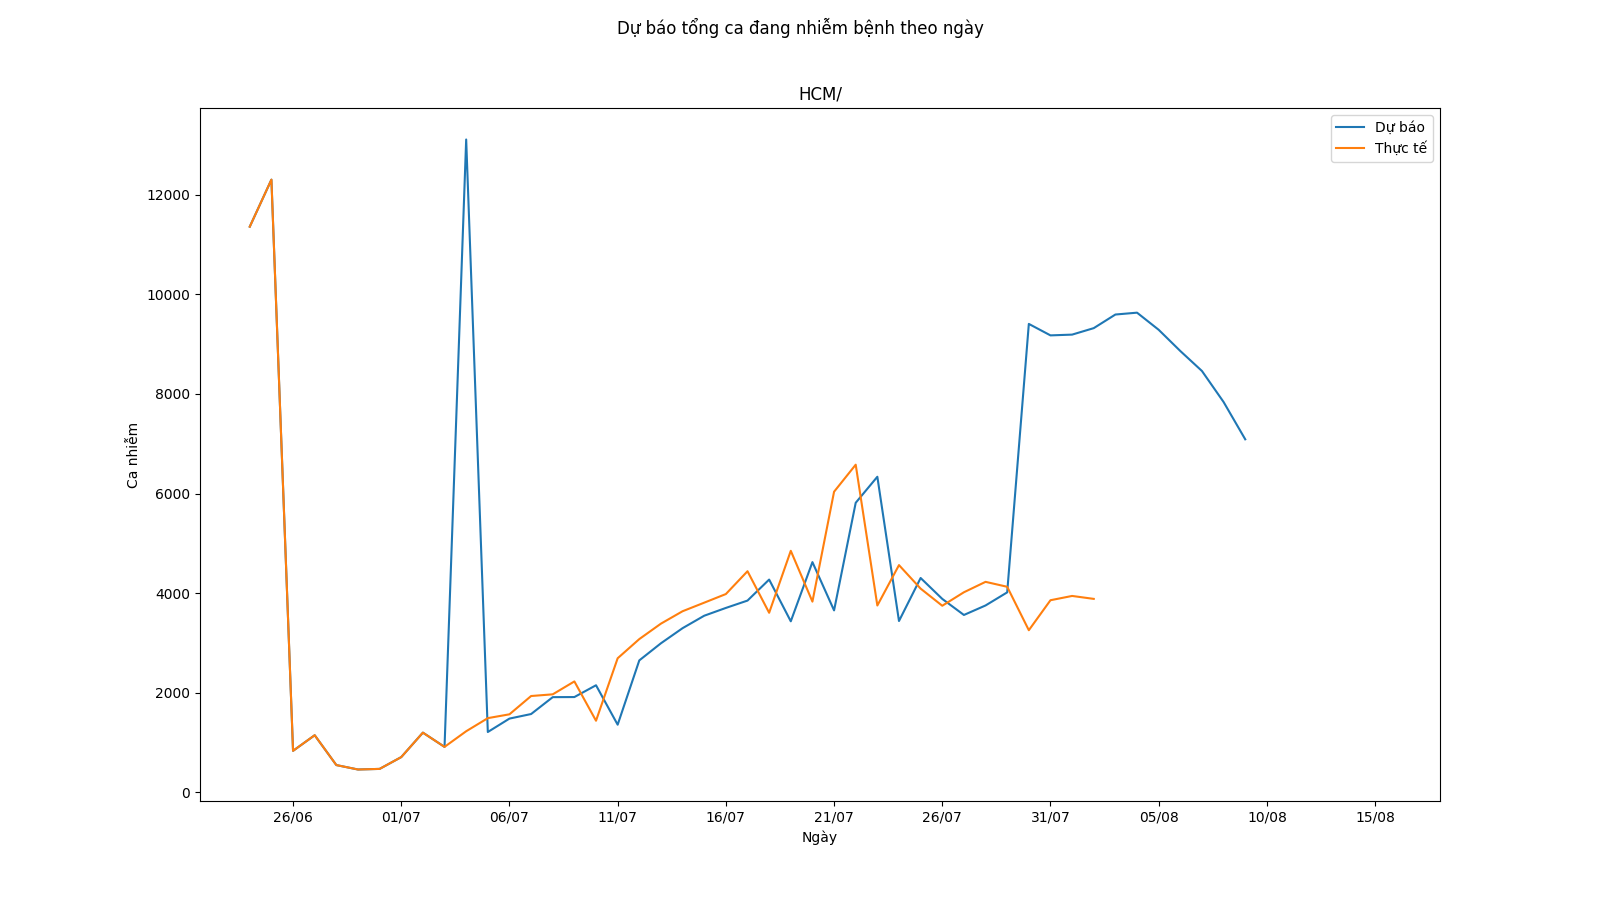 Dự báo tổng ca đang nhiễm bệnh theo ngày
HCM/
Dự báo
Thực tế
12000
10000
8000
6000
4000
2000
0
Ca nhiễm
26/06 01/07 06/07 11/07 16/07 21/07 26/07 31/07 05/08 10/08 15/08
Ngày